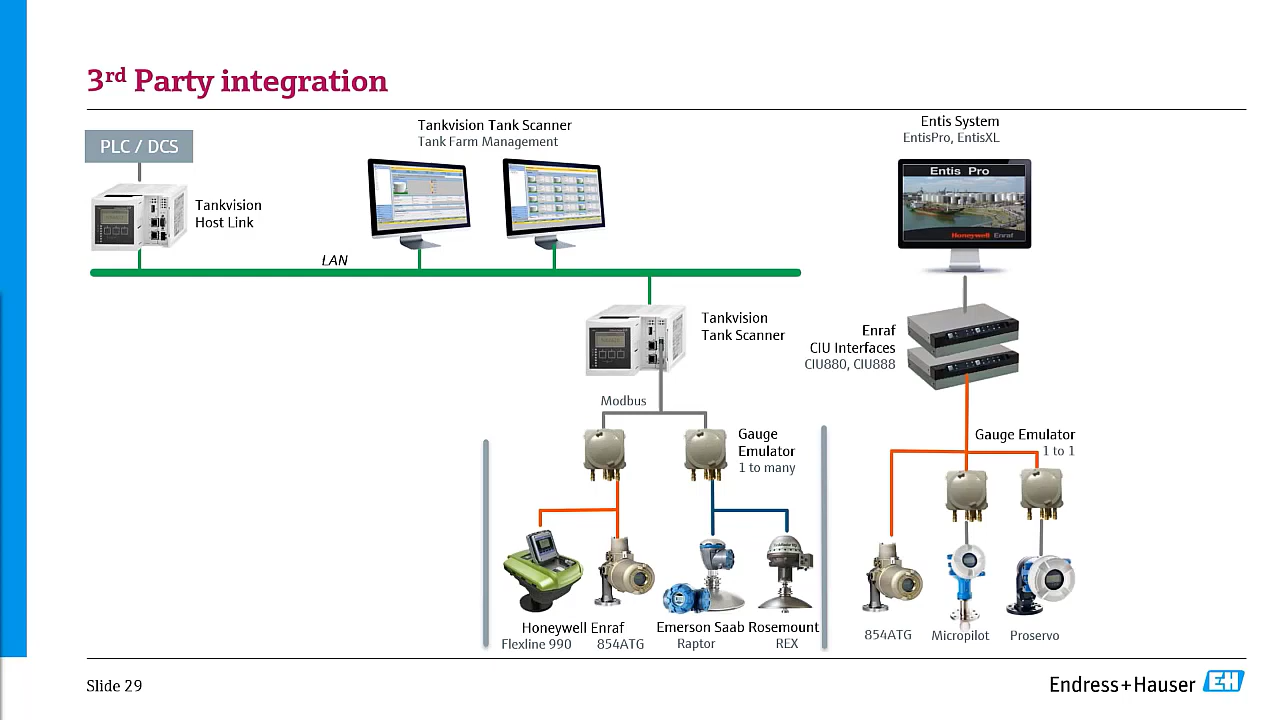 3rd Party integration
PLC / DCS
Tankvision
Host Link
Tankvision Tank Scanner
Tank Farm Management
LAN
Entis System
EntisPro, EntisXL
Entis Pro
Honeywell Enraf
Tankvision
Tank Scanner
Enraf
CIU Interfaces
CIU880, CIU888
Modbus
Gauge
Emulator
1 to many
Gauge Emulator
1 to 1
Honeywell Enraf
Flexline 990 854ATG
Emerson Saab Rosemount
Raptor REX
854ATG Micropilot Proservo
Slide 29
Endress+Hauser EH